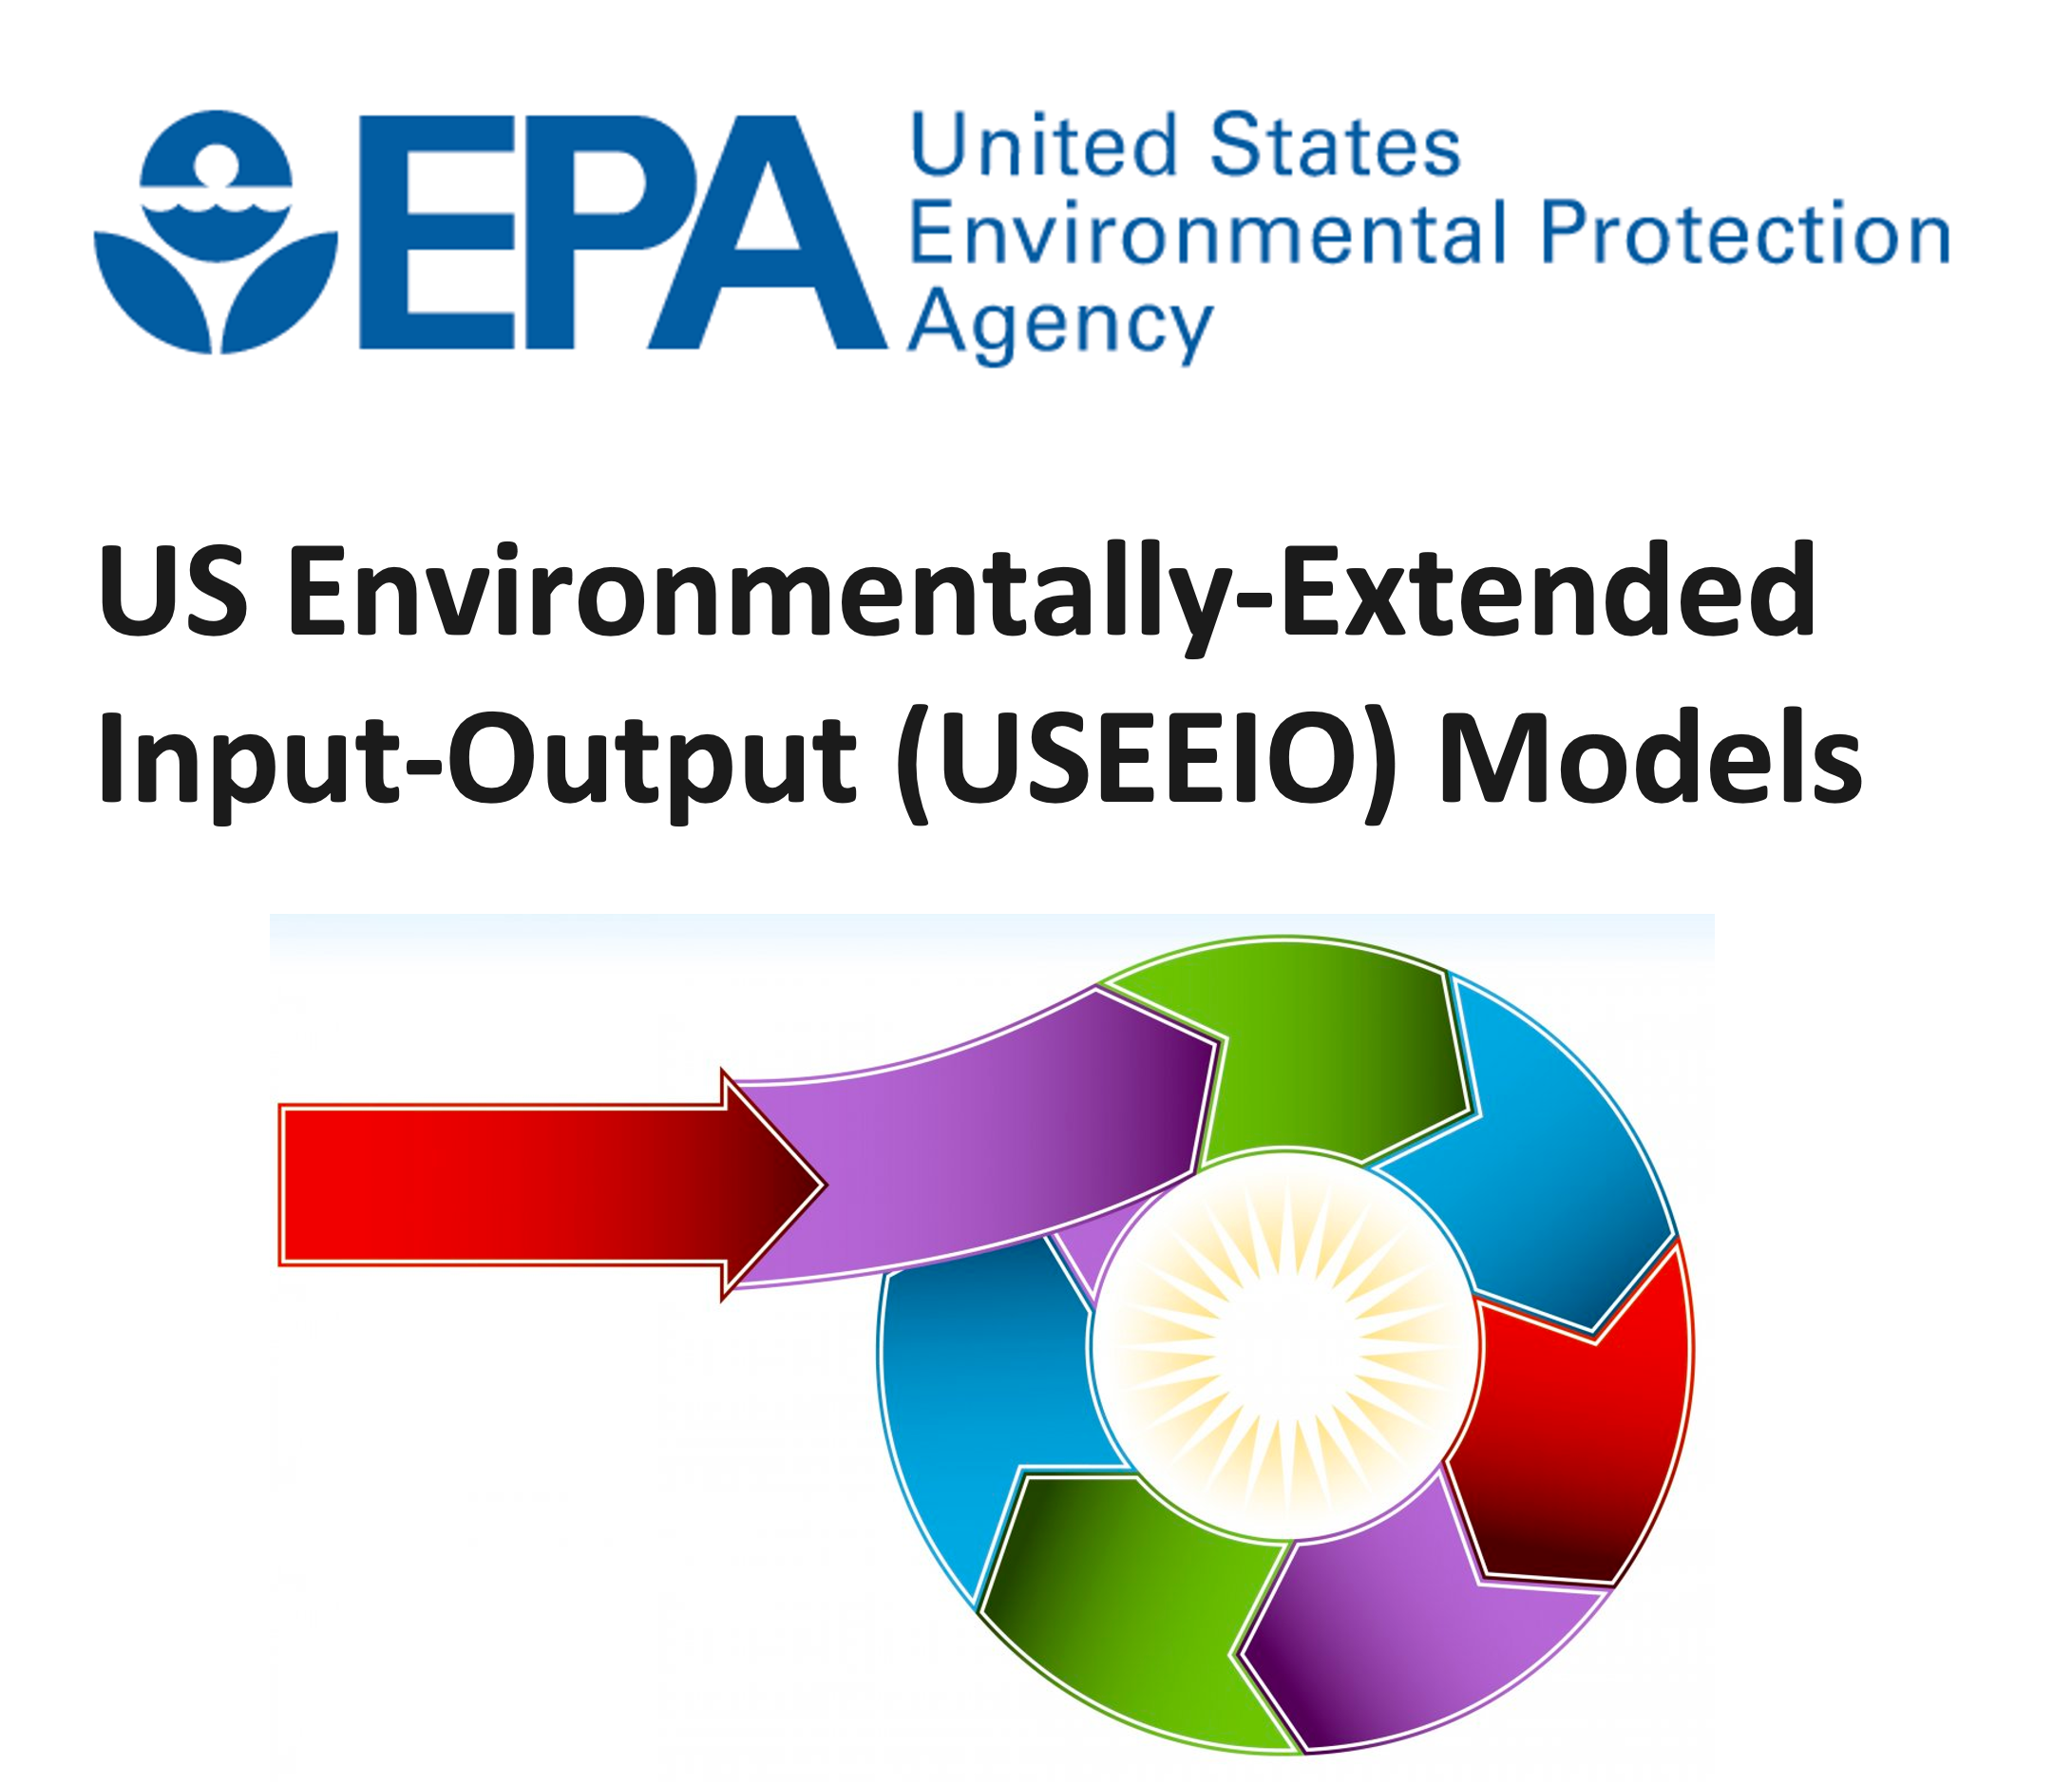 EPA
United States
Environmental Protection
Agency
US Environmentally-Extended
Input-Output (USEEIO) Models